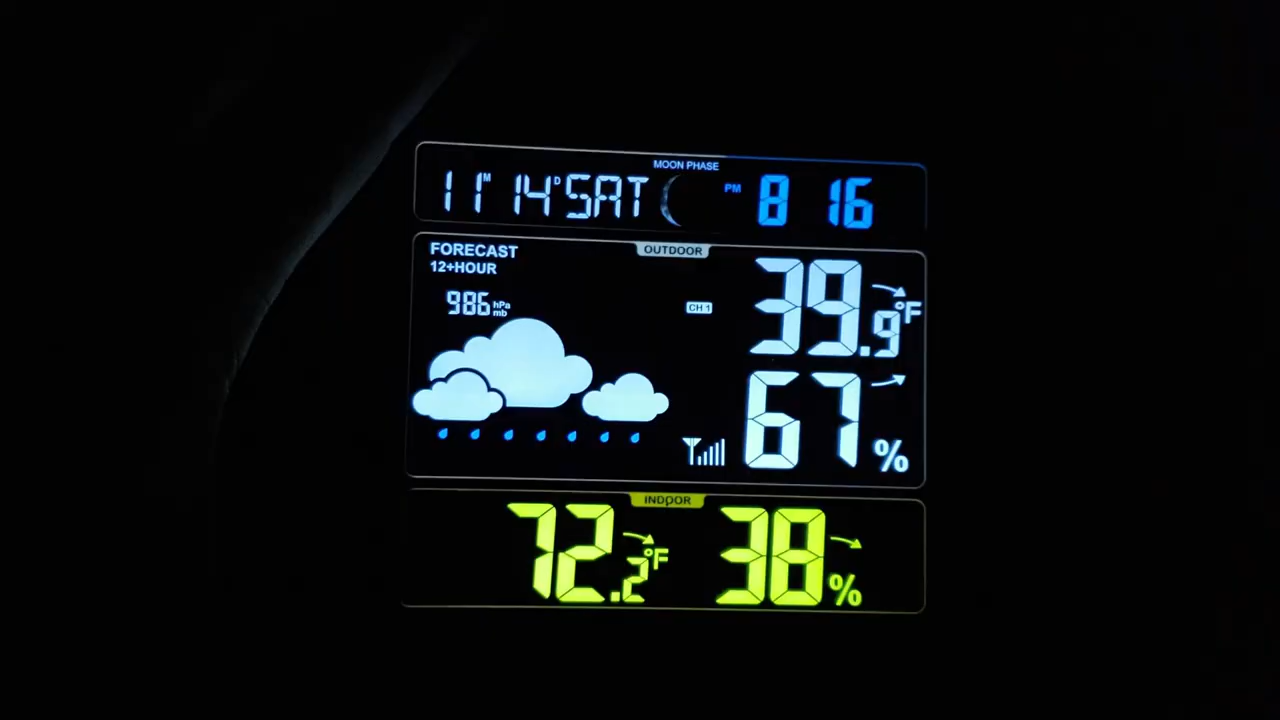 MOON PHASE
11 M 14 D SAT PM 8 16
FORECAST
12+HOUR
OUTDOOR
986 hPa mb
CH 1
39.9 °F
67 %
INDOOR
72.2 °F 38 %